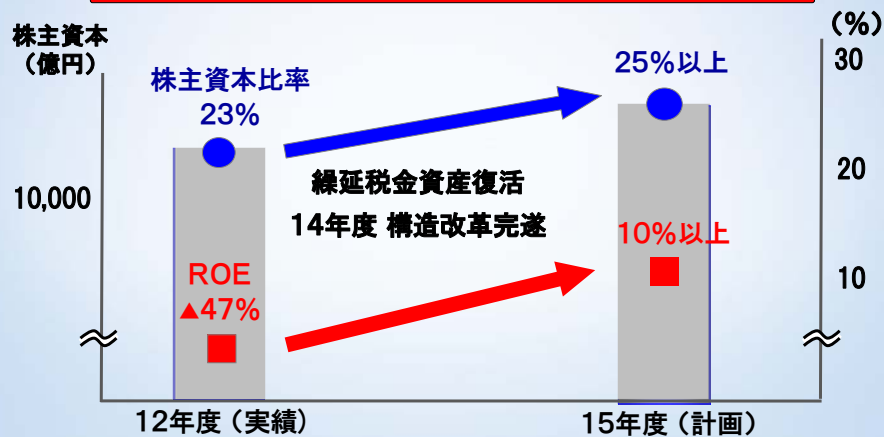 株主資本
（億円）
(%)
30
株主資本比率
23%
25%以上
20
10,000
繰延税金資産復活
14年度 構造改革完遂
10%以上
ROE
▲47%
10
12年度（実績）
15年度（計画）